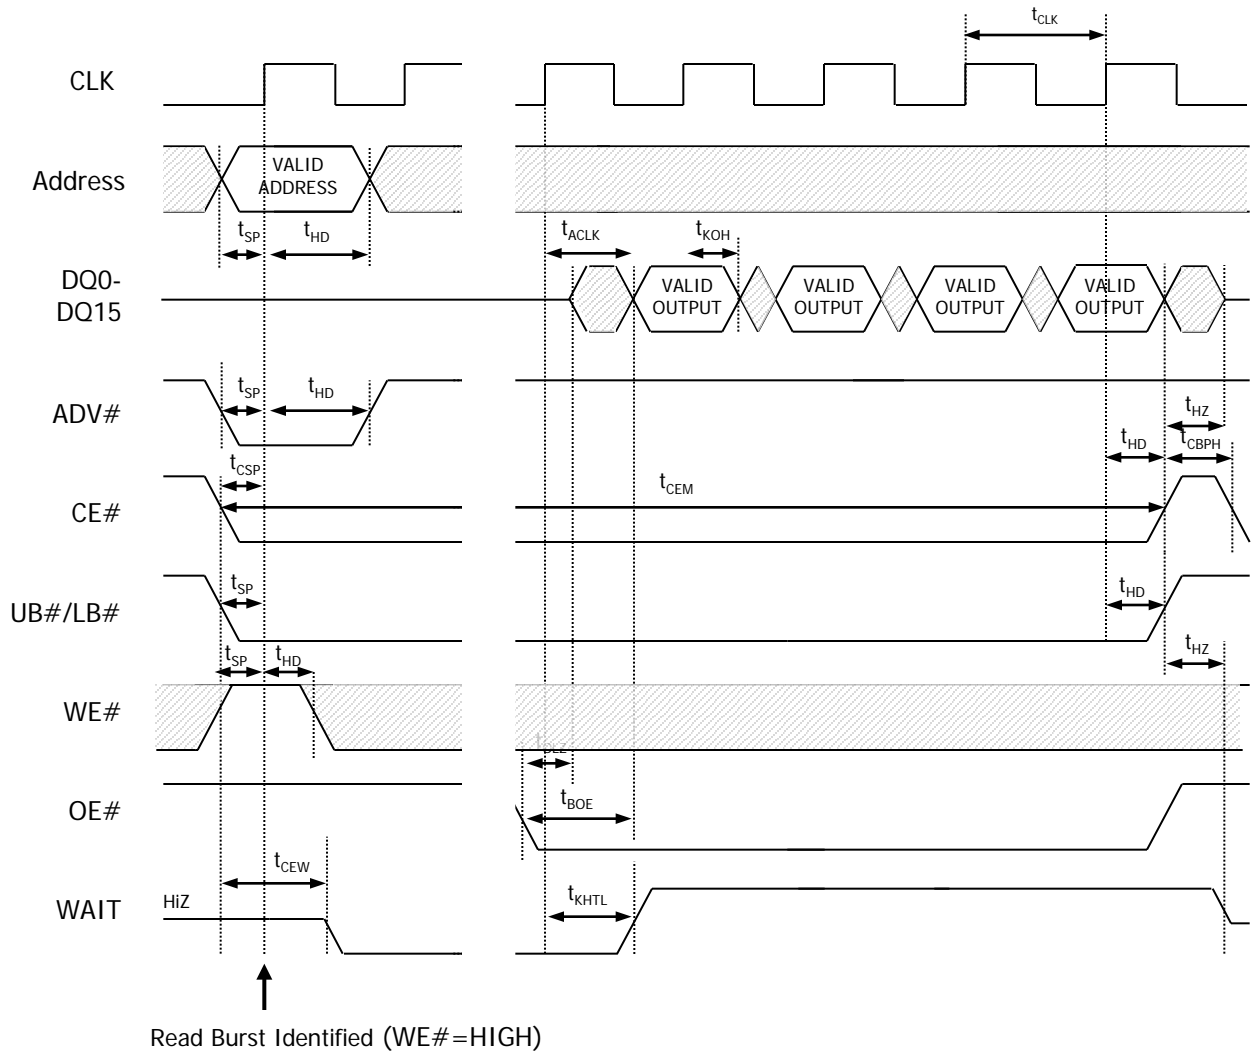 tCLK
CLK
VALID
ADDRESS
Address
tSP
tHD
tACLK
tKOH
DQ0-
DQ15
VALID
OUTPUT
VALID
OUTPUT
VALID
OUTPUT
VALID
OUTPUT
ADV#
tSP
tHD
tHZ
tHD
tCBPH
CE#
tCSP
tCEM
UB#/LB#
tSP
tHD
tSP
tHD
tHZ
WE#
OE#
tBOE
tCEW
WAIT
HiZ
tKHTL
Read Burst Identified (WE#=HIGH)